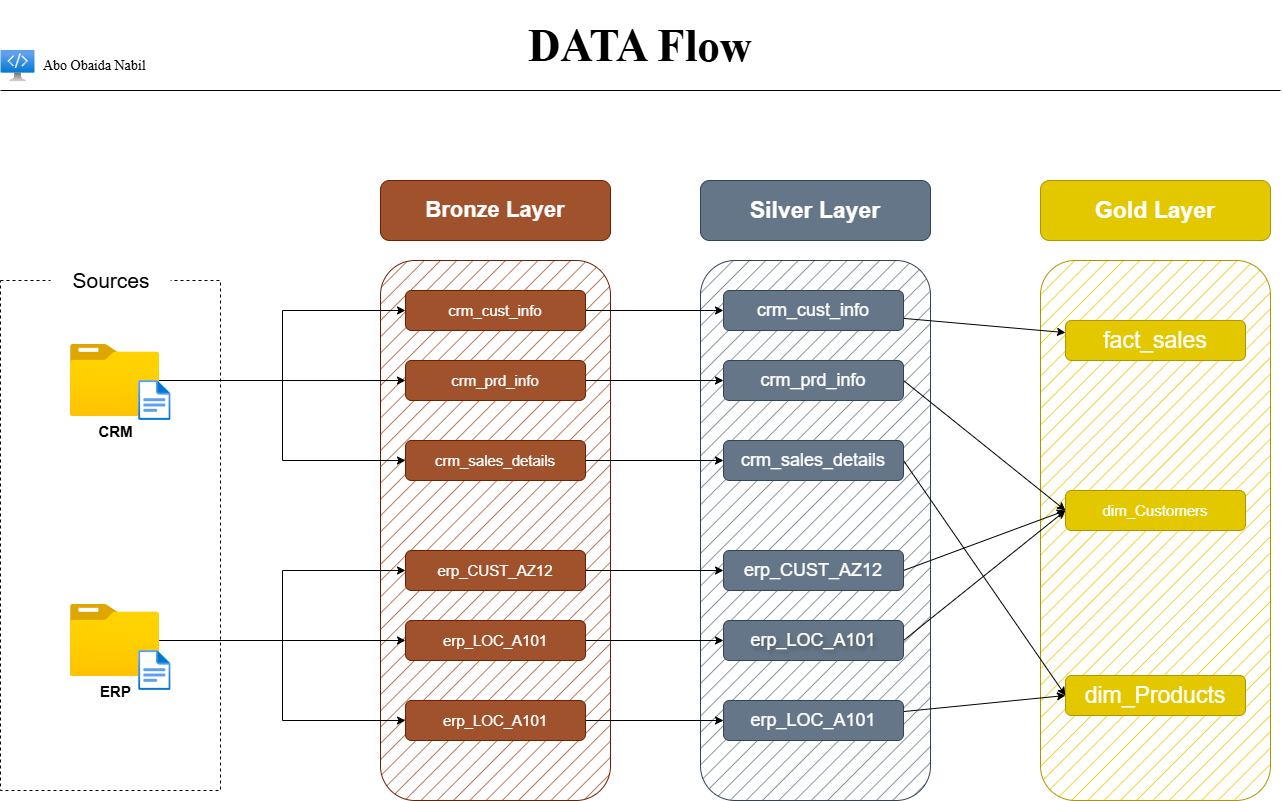 DATA Flow
</> Abo Obaida Nabil
Bronze Layer
Silver Layer
Gold Layer
Sources
CRM
ERP
crm_cust_info
crm_prd_info
crm_sales_details
erp_CUST_AZ12
erp_LOC_A101
erp_LOC_A101
crm_cust_info
crm_prd_info
crm_sales_details
erp_CUST_AZ12
erp_LOC_A101
erp_LOC_A101
fact_sales
dim_Customers
dim_Products